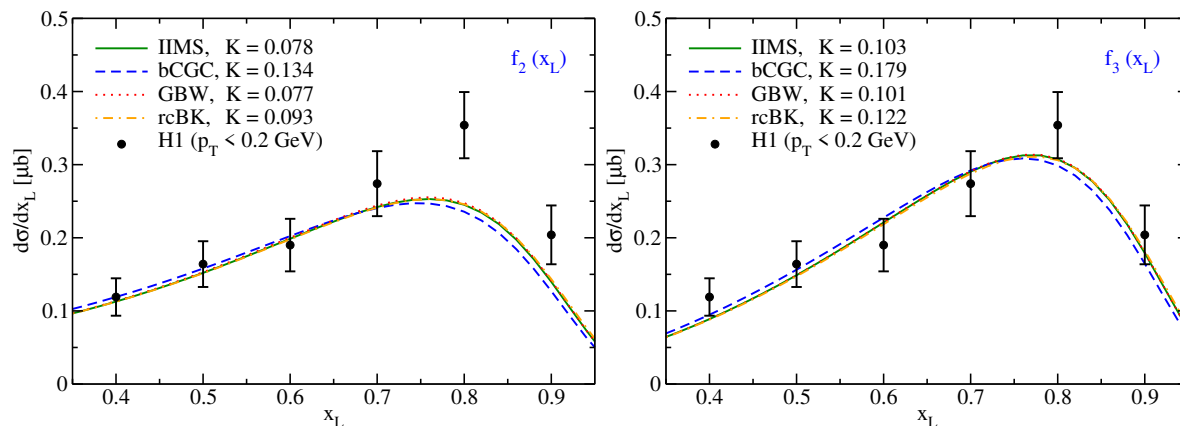 0.5
0.4
0.3
0.2
0.1
0
dσ/dx_L [μb]
IIMS, K = 0.078
bCGC, K = 0.134
GBW, K = 0.077
rcBK, K = 0.093
H1 (p_T < 0.2 GeV)
f_2 (x_L)
0.4 0.5 0.6 0.7 0.8 0.9
x_L
0.5
0.4
0.3
0.2
0.1
0
dσ/dx_L [μb]
IIMS, K = 0.103
bCGC, K = 0.179
GBW, K = 0.101
rcBK, K = 0.122
H1 (p_T < 0.2 GeV)
f_3 (x_L)
0.4 0.5 0.6 0.7 0.8 0.9
x_L